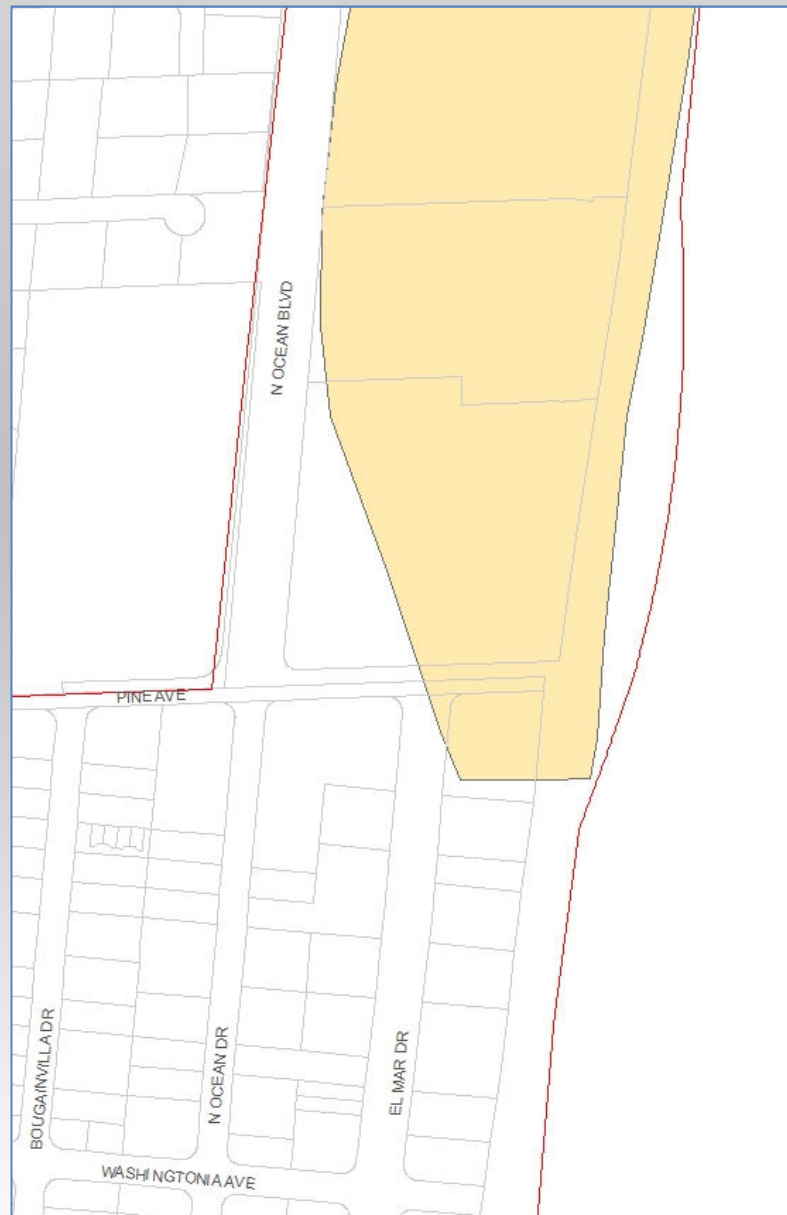 N OCEAN BLVD
PINE AVE
BOUGAINVILLA DR
N OCEAN DR
EL MAR DR
WASHINGTONIA AVE